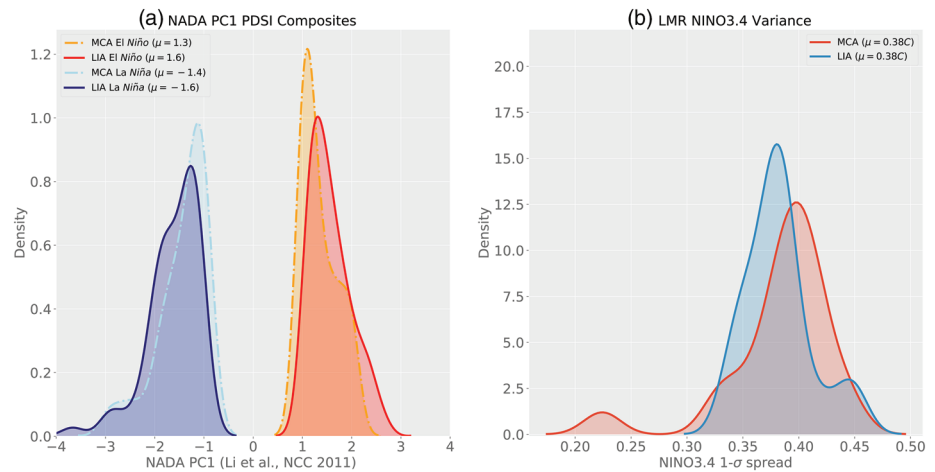 (a) NADA PC1 PDSI Composites
MCA El Niño (μ = 1.3)
LIA El Niño (μ = 1.6)
MCA La Niña (μ = −1.4)
LIA La Niña (μ = −1.6)
1.2
1.0
0.8
0.6
0.4
0.2
0.0
Density
−4 −3 −2 −1 0 1 2 3 4
NADA PC1 (Li et al., NCC 2011)
(b) LMR NINO3.4 Variance
MCA (μ = 0.38C)
LIA (μ = 0.38C)
20.0
17.5
15.0
12.5
10.0
7.5
5.0
2.5
0.0
Density
0.20 0.25 0.30 0.35 0.40 0.45 0.50
NINO3.4 1-σ spread